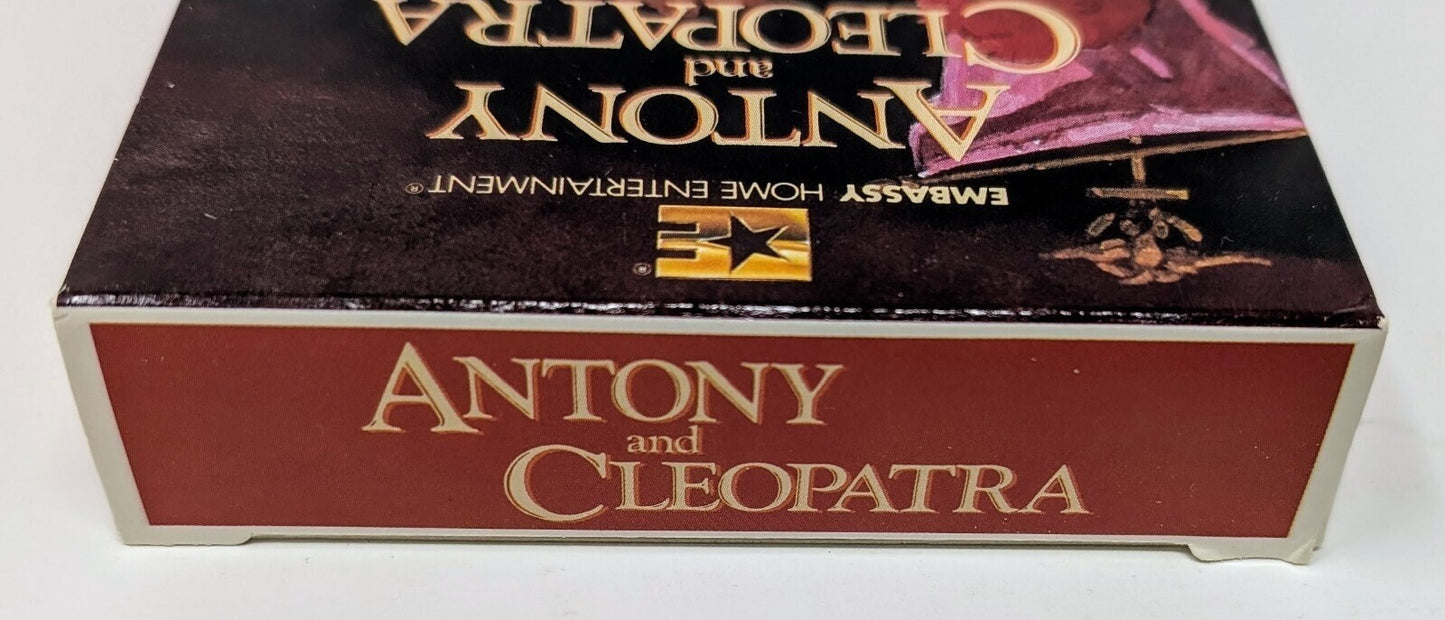 ANTONY
and
CLEOPATRA
EMBASSY HOME ENTERTAINMENT®
®
ANTONY
and
CLEOPATRA